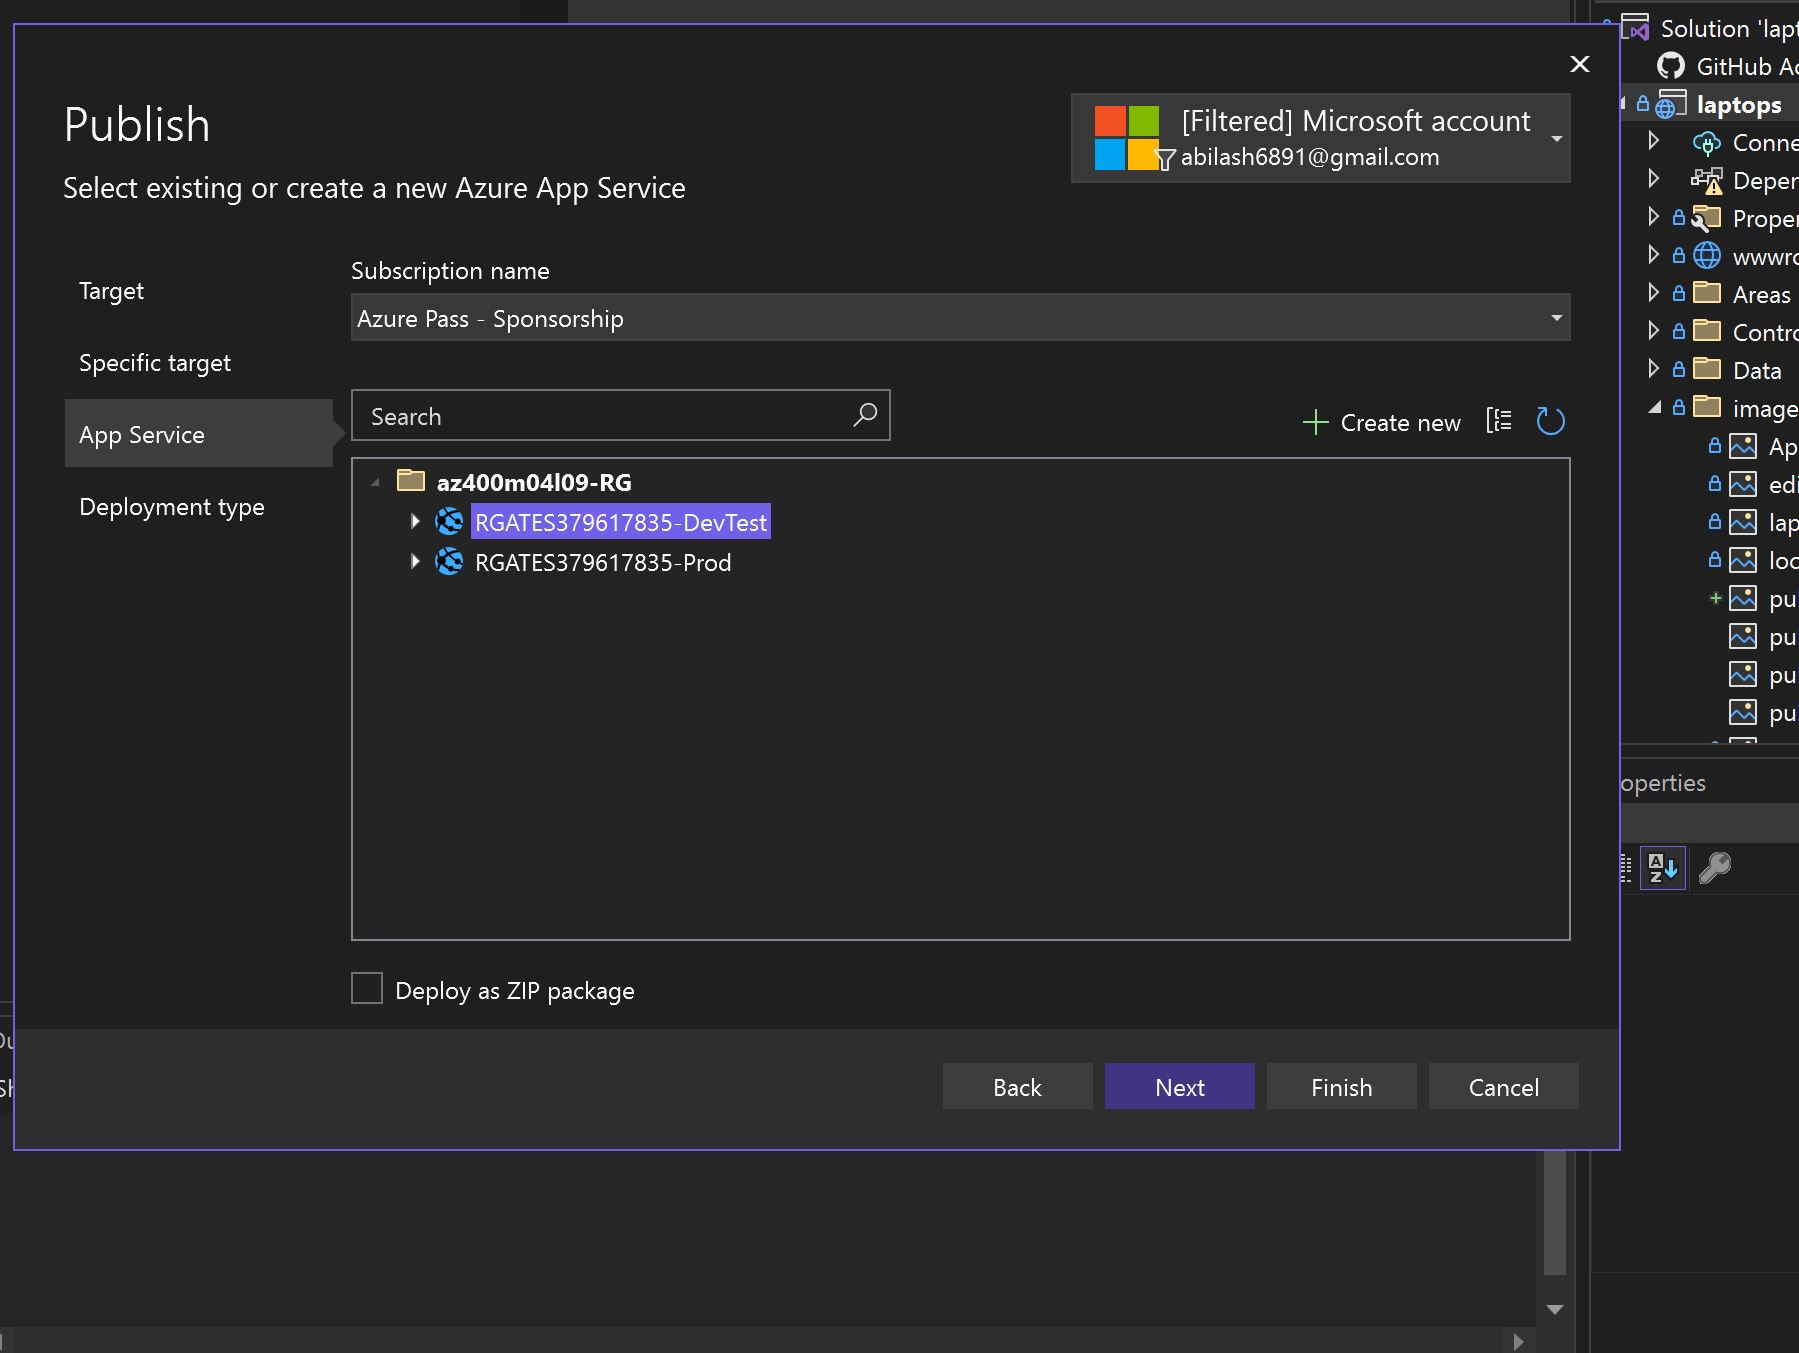 Publish
Select existing or create a new Azure App Service
[Filtered] Microsoft account
abilash6891@gmail.com
Target
Specific target
App Service
Deployment type
Subscription name
Azure Pass - Sponsorship
Search
Create new
az400m04l09-RG
RGATES379617835-DevTest
RGATES379617835-Prod
Deploy as ZIP package
Back
Next
Finish
Cancel
Solution 'lapt
GitHub Ac
laptops
Conne
Depen
Proper
wwwro
Areas
Contro
Data
image
Ap
edi
lap
loc
pu
pu
pu
pu
operties